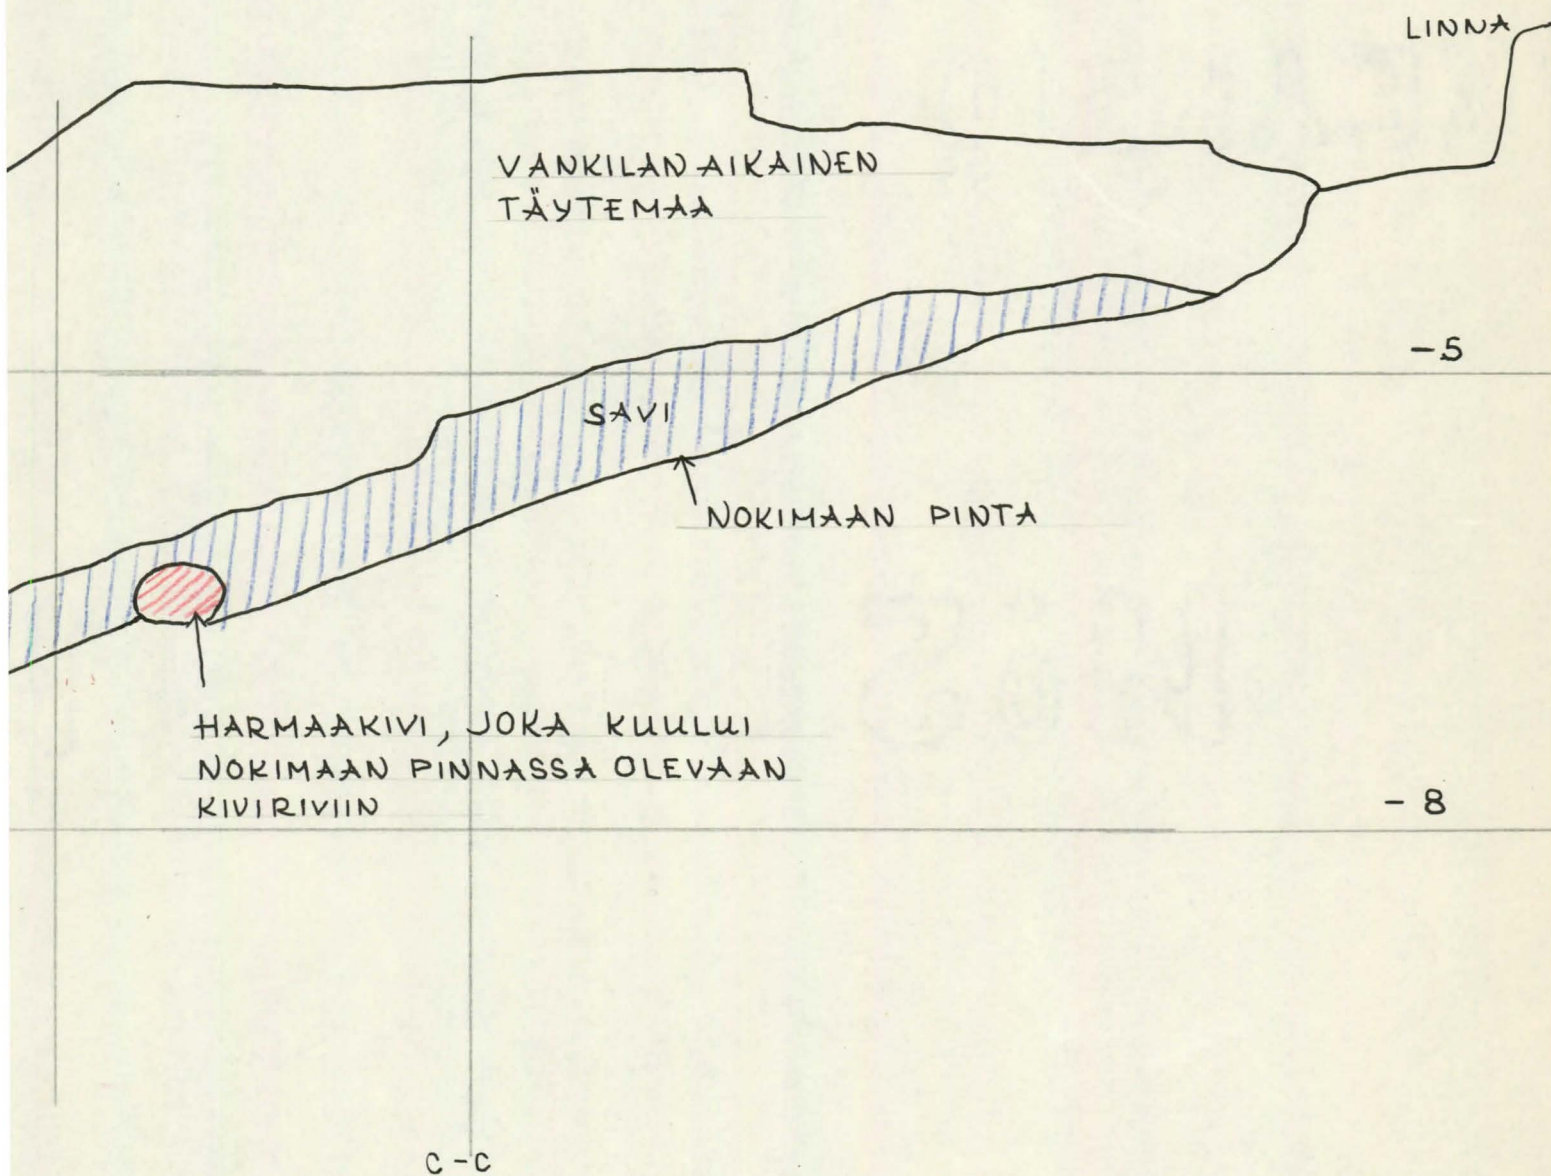 LINNA
VANKILAN AIKAINEN
TÄYTEMAA
-5
SAVI
NOKIMAAN PINTA
HARMAAKIVI, JOKA KUULUI
NOKIMAAN PINNASSA OLEVAAN
KIVIRIVIIN
- 8
C-C